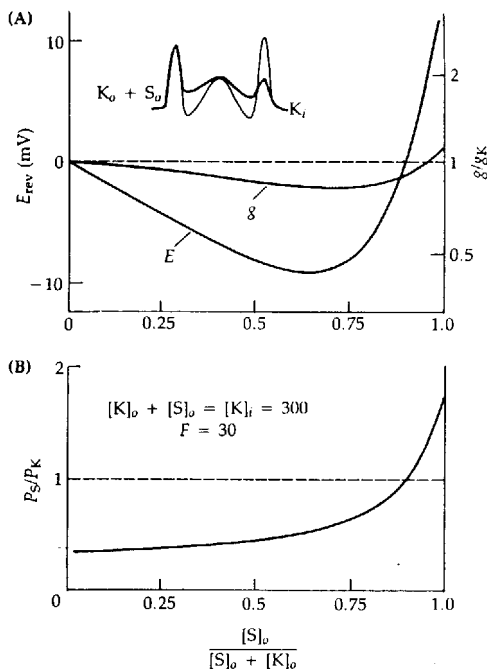 (A)
10
0
−10
E_rev (mV)
K_o + S_o
K_i
g
E
2
1
0.5
g/g_K
0
0.25
0.5
0.75
1.0
(B)
2
1
0
P_S/P_K
[K]_o + [S]_o = [K]_i = 300
F = 30
0
0.25
0.5
0.75
1.0
[S]_o
[S]_o + [K]_o